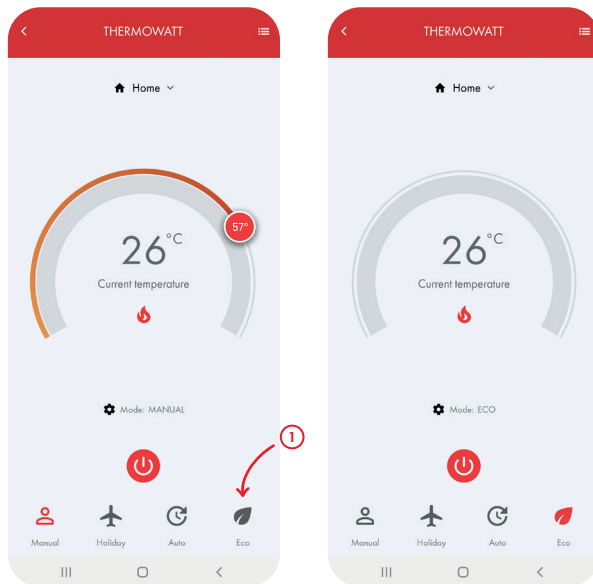 THERMOWATT
Home
57°
26°C
Current temperature
Mode: MANUAL
1
Manual Holiday Auto Eco
THERMOWATT
Home
26°C
Current temperature
Mode: ECO
Manual Holiday Auto Eco